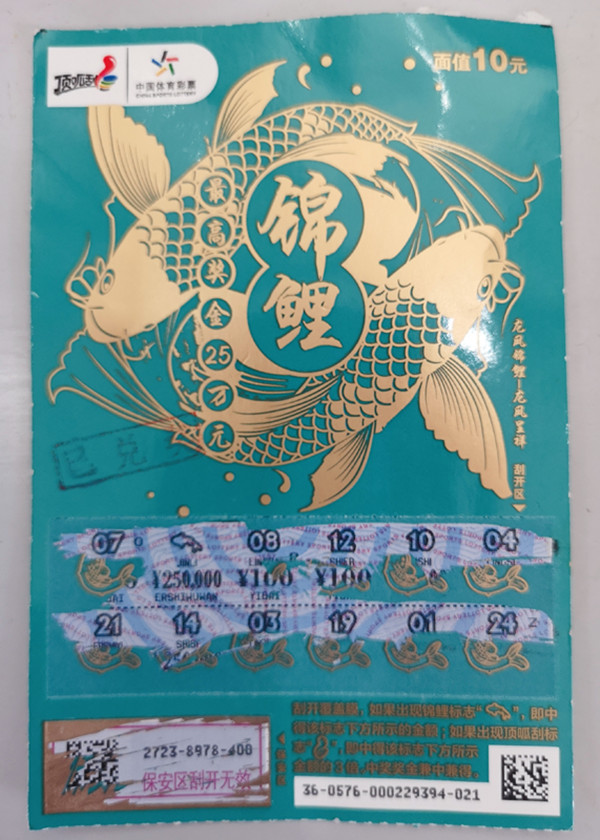 顶呱刮
中国体育彩票
CHINA SPORTS LOTTERY
面值10元
锦鲤
最高奖金25万元
龙凤锦鲤—龙凤呈祥 刮开区
已兑
07 08 12 10 04
¥250,000 ¥100 ¥100
ERSHIWUWAN YIBAI
21 14 03 19 01 24
刮开覆盖膜，如果出现锦鲤标志“ ”，即中
得该标志下方所示的金额；如果出现顶呱刮标
志“ ”，即中得该标志下方所示
金额的 倍。中奖奖金兼中兼得。
2723-8978-400
保安区刮开无效
36-0576-000229394-021